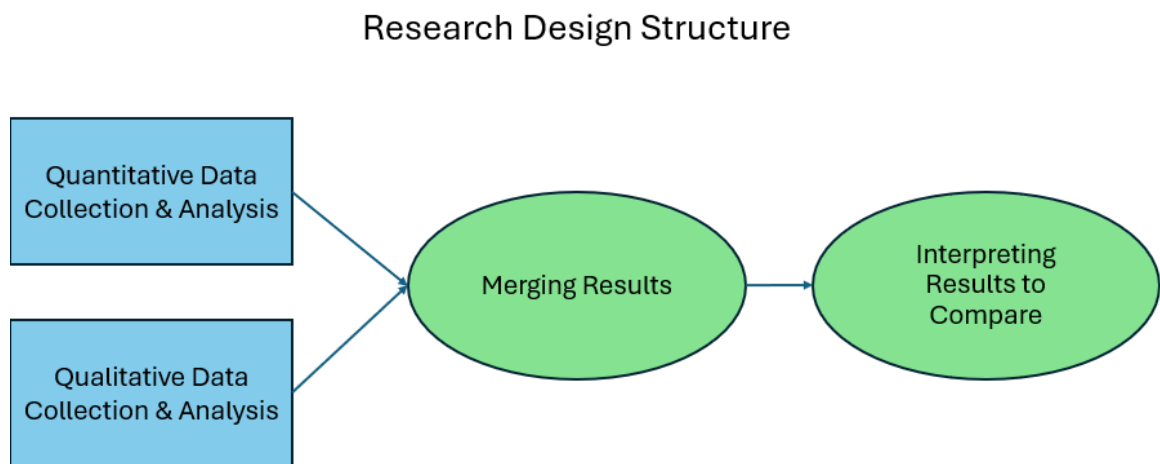 Research Design Structure
Quantitative Data
Collection & Analysis
Qualitative Data
Collection & Analysis
Merging Results
Interpreting
Results to
Compare